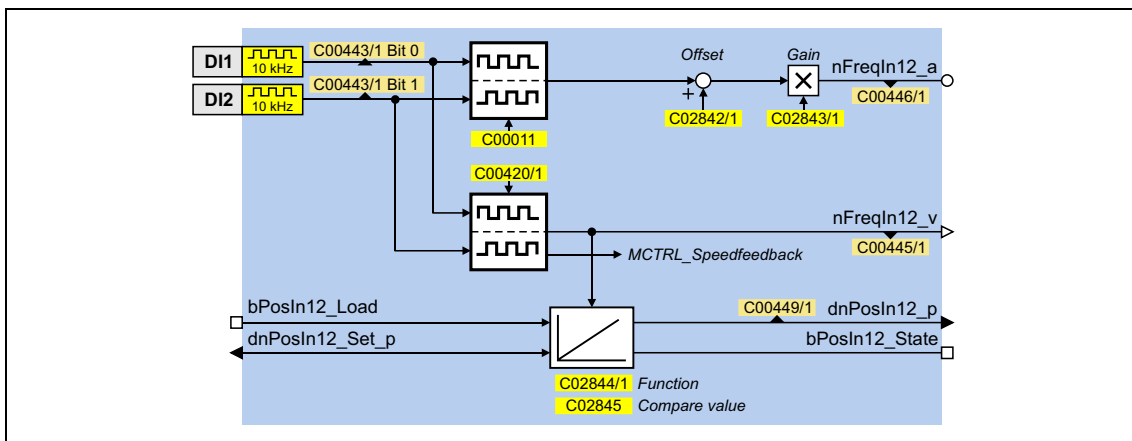 DI1
10 kHz
C00443/1 Bit 0
DI2
10 kHz
C00443/1 Bit 1
C00011
Offset
+
C02842/1
Gain
C02843/1
nFreqIn12_a
C00446/1
C00420/1
MCTRL_Speedfeedback
nFreqIn12_v
C00445/1
bPosIn12_Load
dnPosIn12_Set_p
C00449/1
dnPosIn12_p
bPosIn12_State
C02844/1 Function
C02845 Compare value